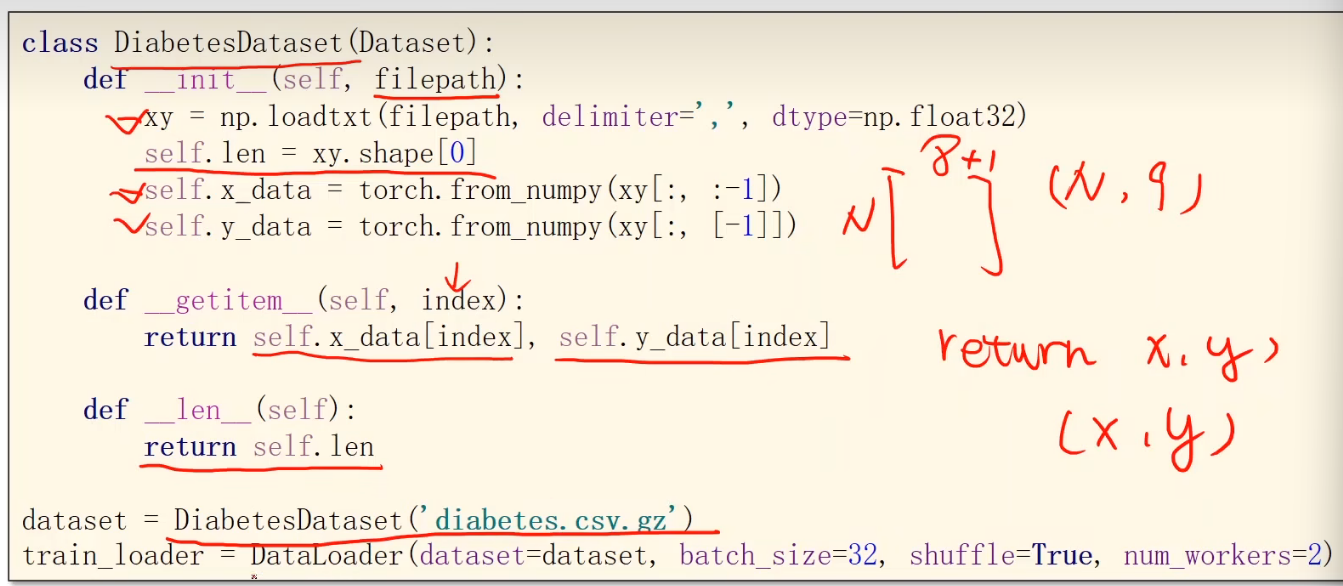 class DiabetesDataset(Dataset):
def __init__(self, filepath):
xy = np.loadtxt(filepath, delimiter=',', dtype=np.float32)
self.len = xy.shape[0]
self.x_data = torch.from_numpy(xy[:, :-1])
self.y_data = torch.from_numpy(xy[:, [-1]])
N [ ] 8+1
(N, 9)
def __getitem__(self, index):
return self.x_data[index], self.y_data[index]
return x, y,
def __len__(self):
return self.len
(x, y)
dataset = DiabetesDataset('diabetes.csv.gz')
train_loader = DataLoader(dataset=dataset, batch_size=32, shuffle=True, num_workers=2)